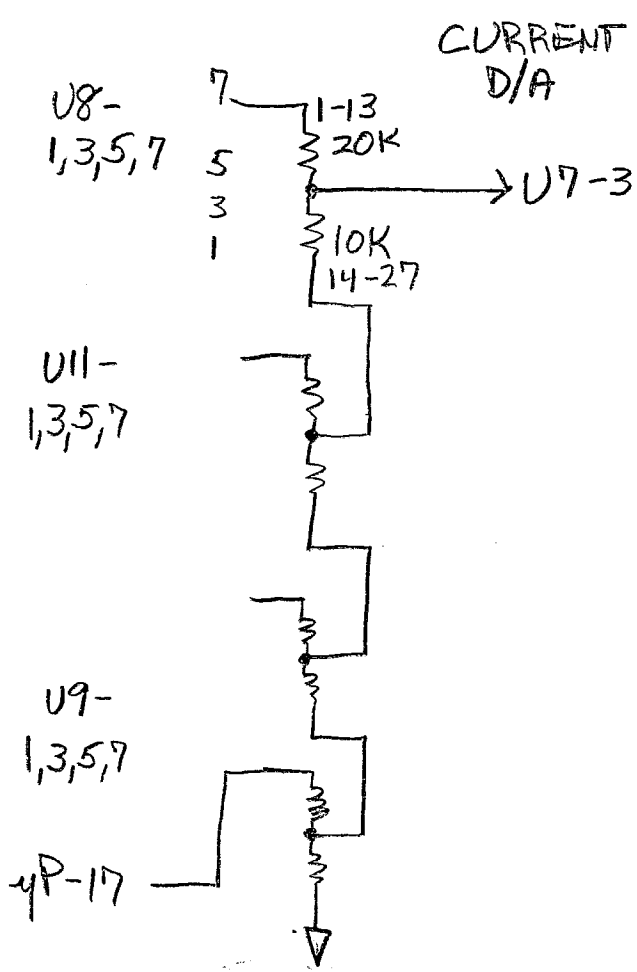 CURRENT
D/A
U8-
1,3,5,7
7
5
3
1
1-13
20K
U7-3
10K
14-27
U11-
1,3,5,7
U9-
1,3,5,7
µP-17